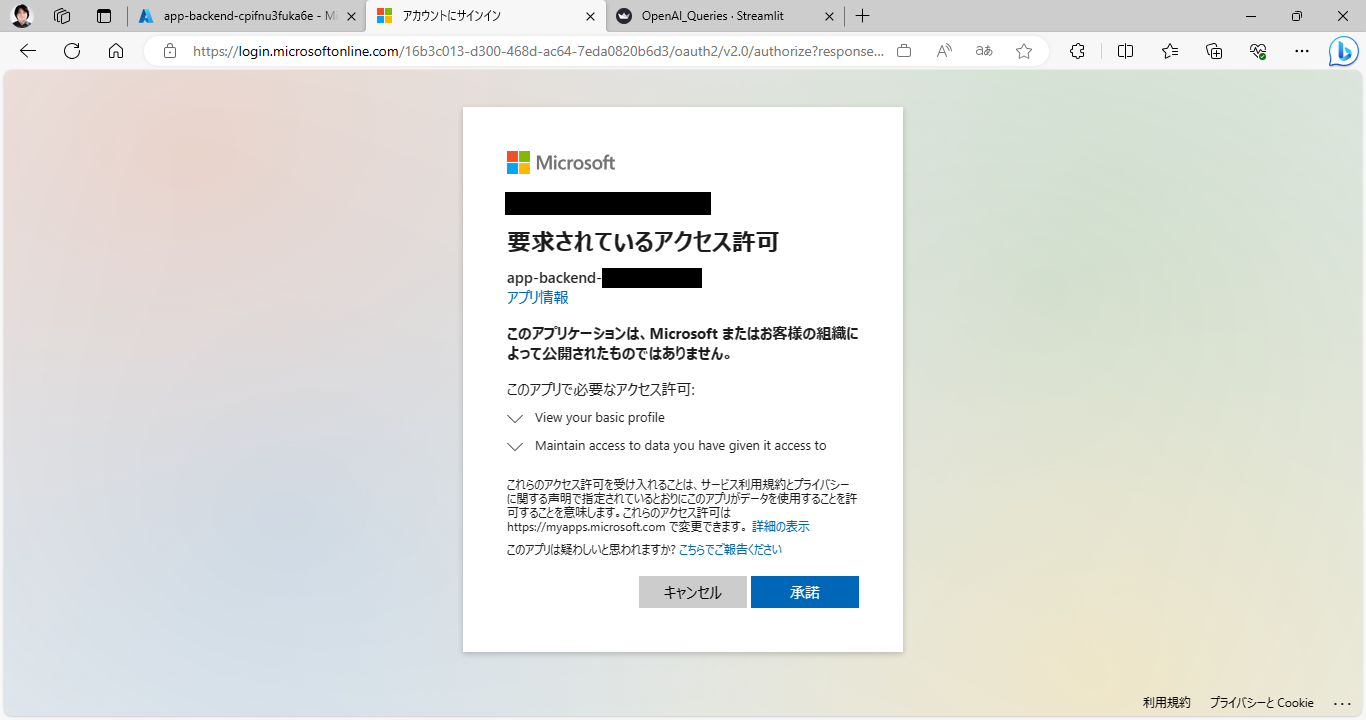 app-backend-cpifnu3fuka6e - Mi
アカウントにサインイン
OpenAI_Queries · Streamlit
https://login.microsoftonline.com/16b3c013-d300-468d-ac64-7eda0820b6d3/oauth2/v2.0/authorize?response...
aあ
Microsoft
要求されているアクセス許可
app-backend-
アプリ情報
このアプリケーションは、Microsoft またはお客様の組織に
よって公開されたものではありません。
このアプリで必要なアクセス許可:
View your basic profile
Maintain access to data you have given it access to
これらのアクセス許可を受け入れることは、サービス利用規約とプライバシー
に関する声明で指定されているとおりにこのアプリがデータを使用することを許
可することを意味します。これらのアクセス許可は
https://myapps.microsoft.com で変更できます。 詳細の表示
このアプリは疑わしいと思われますか? こちらでご報告ください
キャンセル 承諾
利用規約 プライバシーと Cookie ...